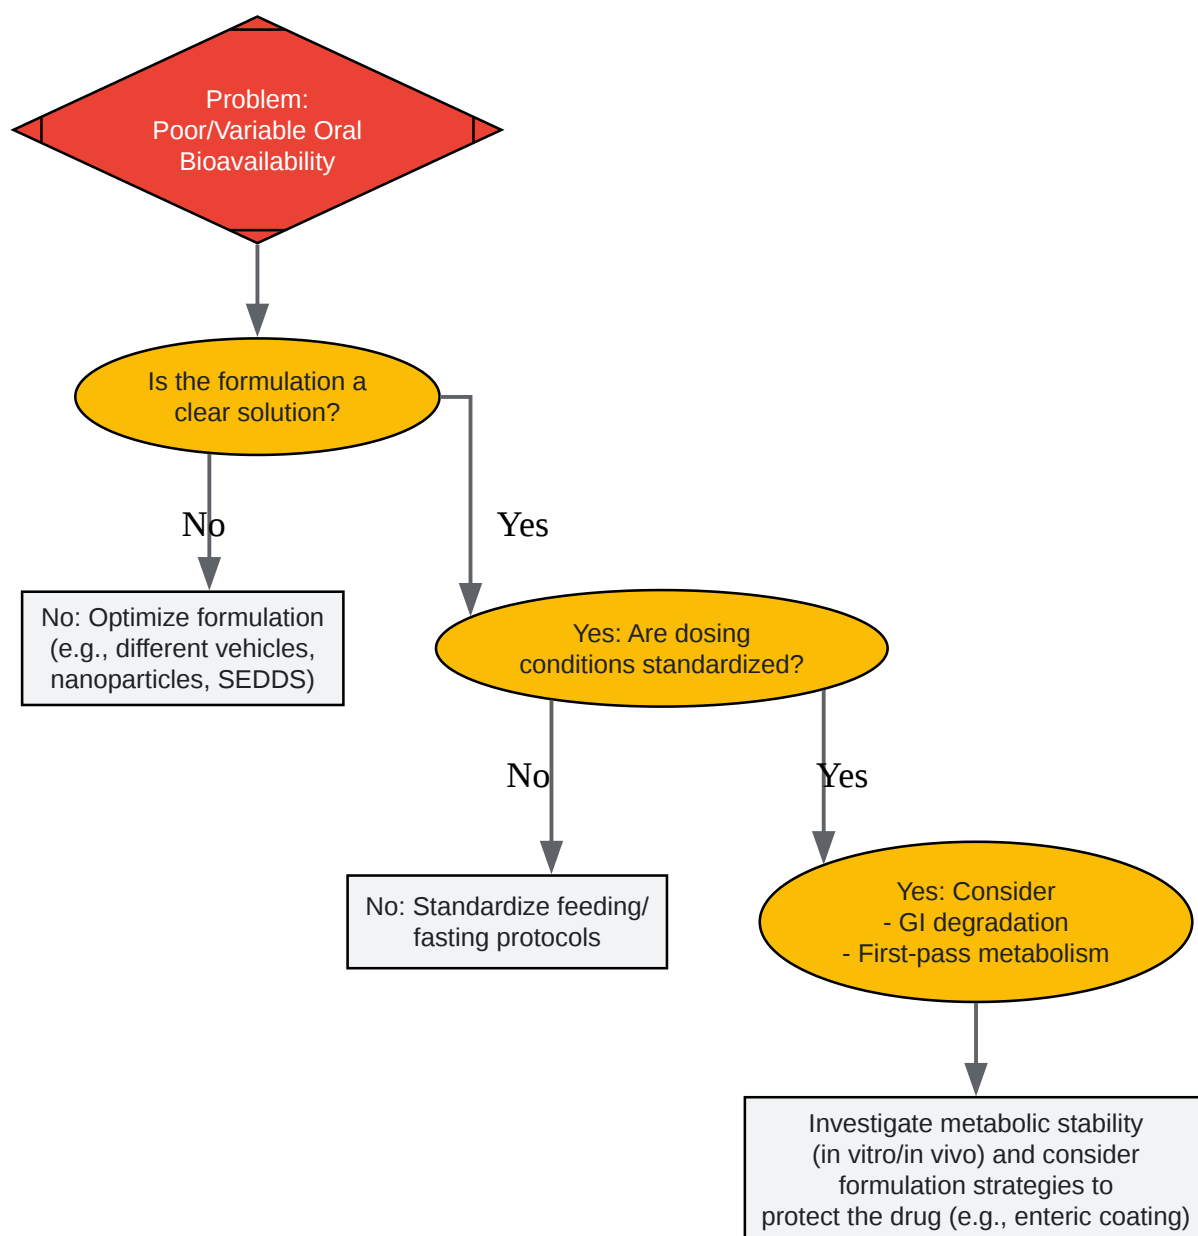 Problem:
Poor/Variable Oral
Bioavailability
Is the formulation a
clear solution?
No
Yes
No: Optimize formulation
(e.g., different vehicles,
nanoparticles, SEDDS)
Yes: Are dosing
conditions standardized?
No
Yes
No: Standardize feeding/
fasting protocols
Yes: Consider
- GI degradation
- First-pass metabolism
Investigate metabolic stability
(in vitro/in vivo) and consider
formulation strategies to
protect the drug (e.g., enteric coating)